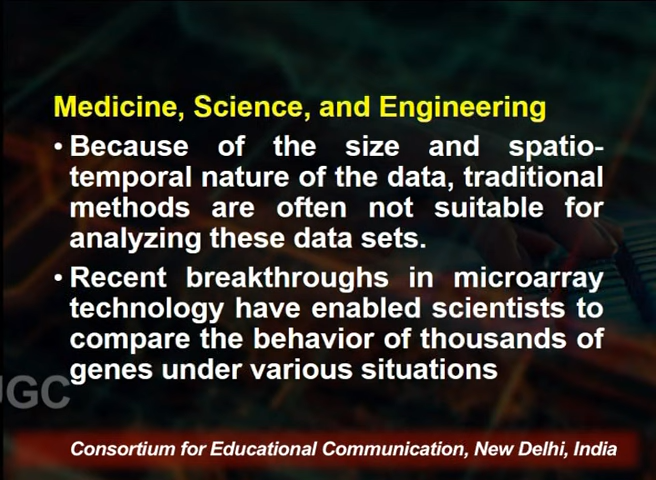 Medicine, Science, and Engineering
• Because of the size and spatio-
temporal nature of the data, traditional
methods are often not suitable for
analyzing these data sets.
• Recent breakthroughs in microarray
technology have enabled scientists to
compare the behavior of thousands of
genes under various situations
UGC
Consortium for Educational Communication, New Delhi, India